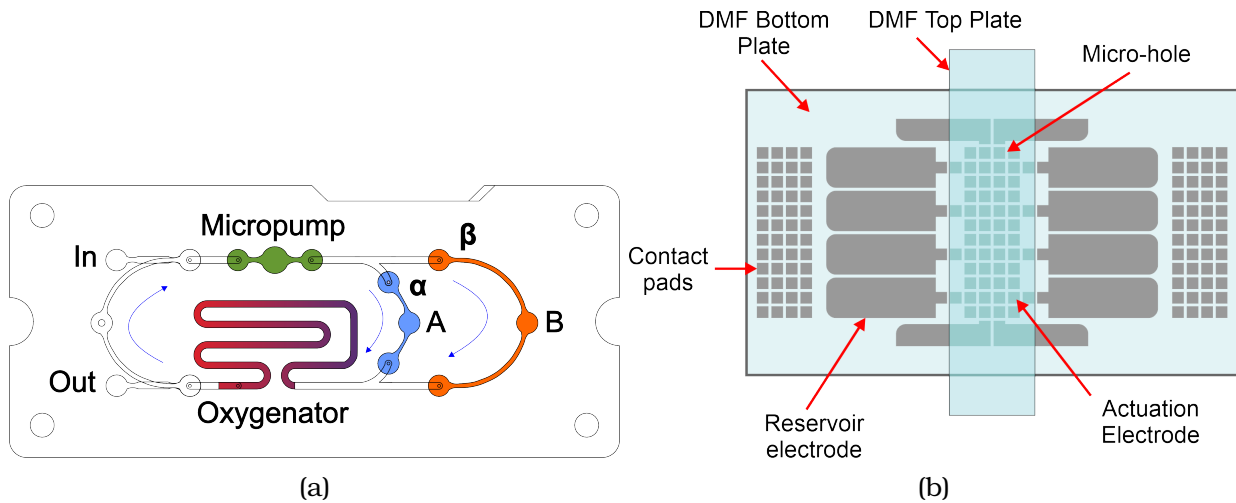 In
Micropump
β
α
A
B
Out
Oxygenator
(a)
DMF Bottom
Plate
DMF Top Plate
Micro-hole
Contact
pads
Reservoir
electrode
Actuation
Electrode
(b)